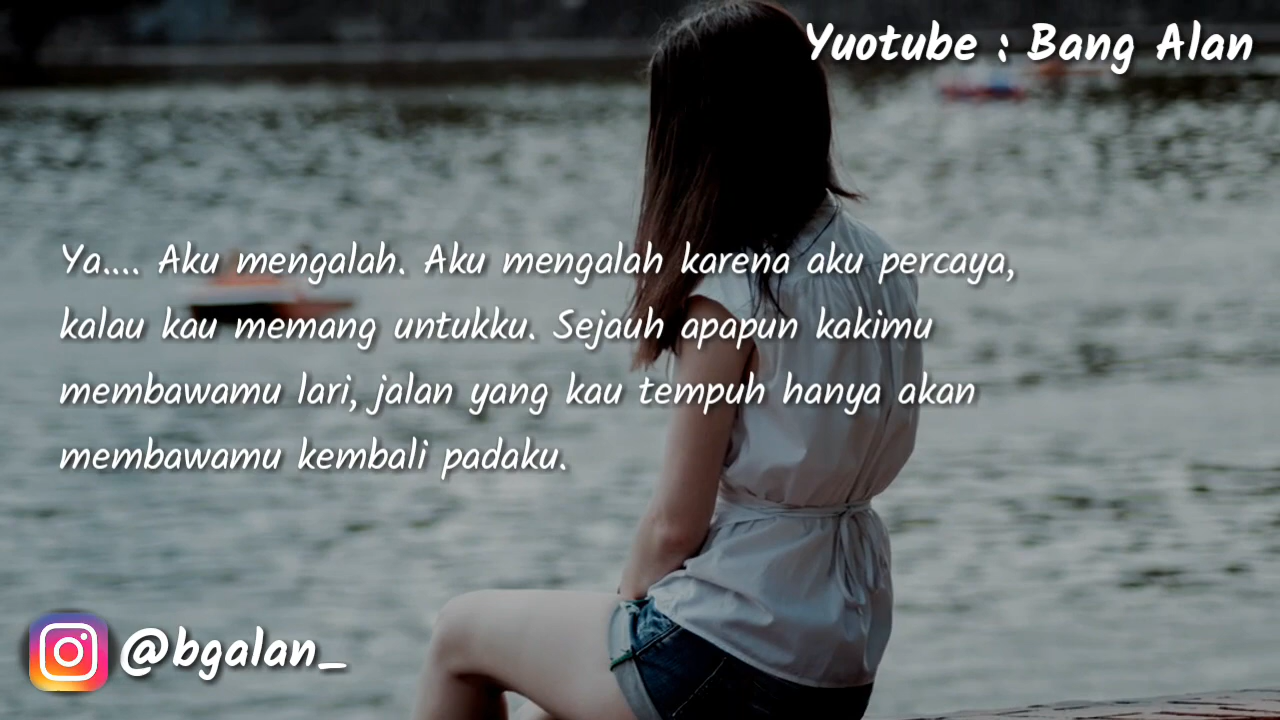 Yuotube : Bang Alan
Ya.... Aku mengalah. Aku mengalah karena aku percaya,
kalau kau memang untukku. Sejauh apapun kakimu
membawamu lari, jalan yang kau tempuh hanya akan
membawamu kembali padaku.
@bgalan_